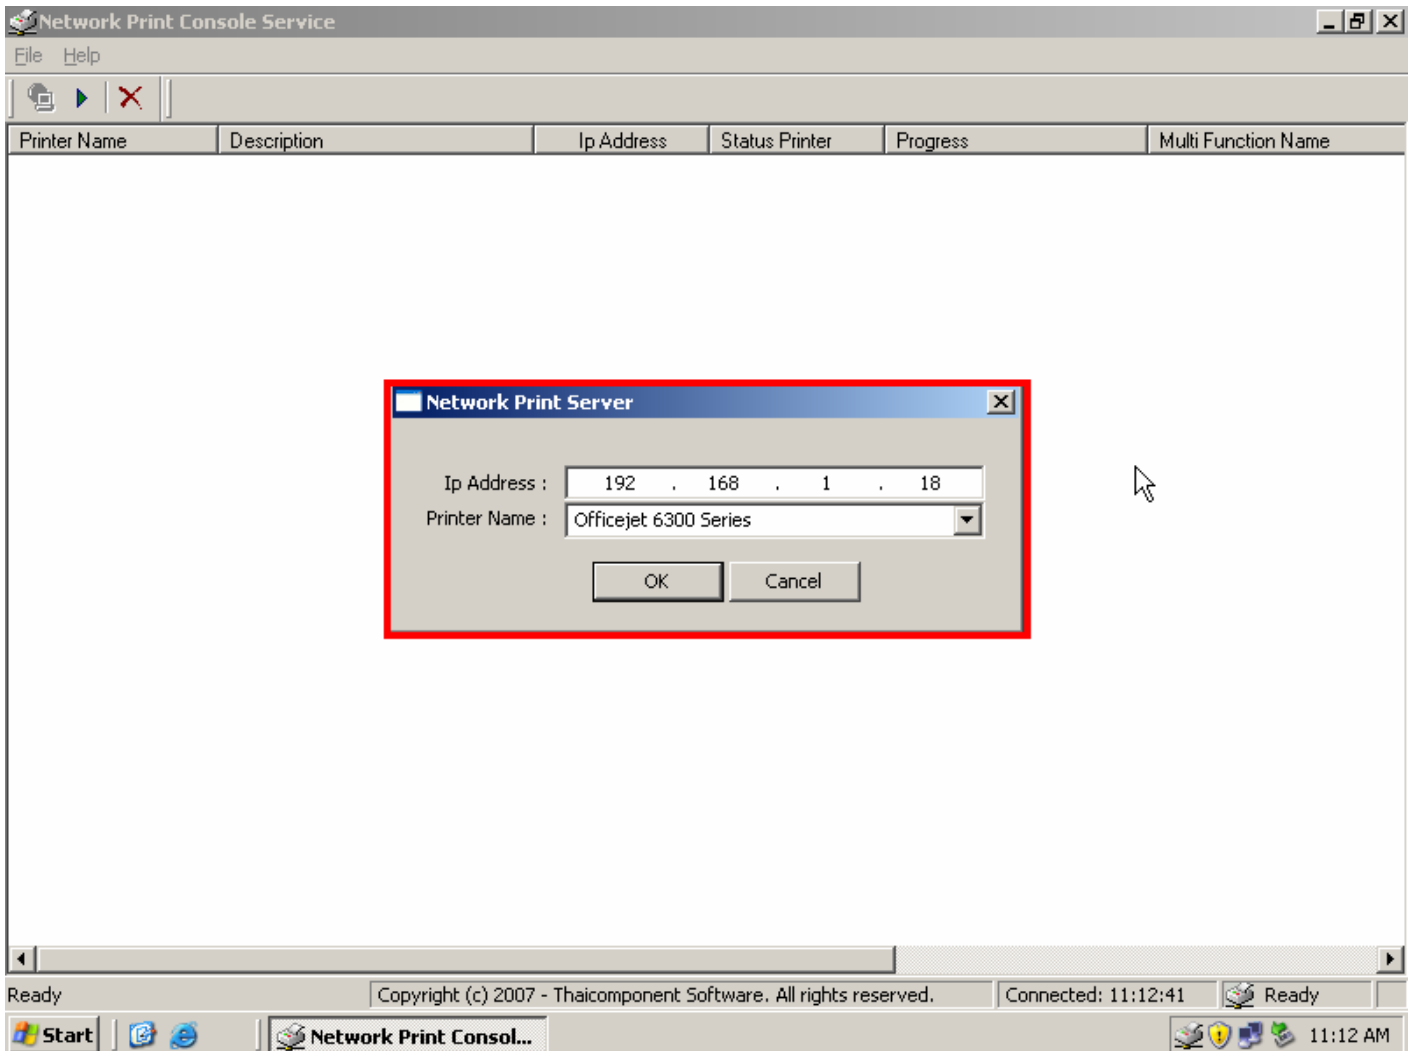 Network Print Console Service
File Help
Printer Name Description Ip Address Status Printer Progress Multi Function Name
Network Print Server
Ip Address : 192 . 168 . 1 . 18
Printer Name : Officejet 6300 Series
OK Cancel
Ready Copyright (c) 2007 - Thaicomponent Software. All rights reserved. Connected: 11:12:41 Ready
Start Network Print Consol... 11:12 AM